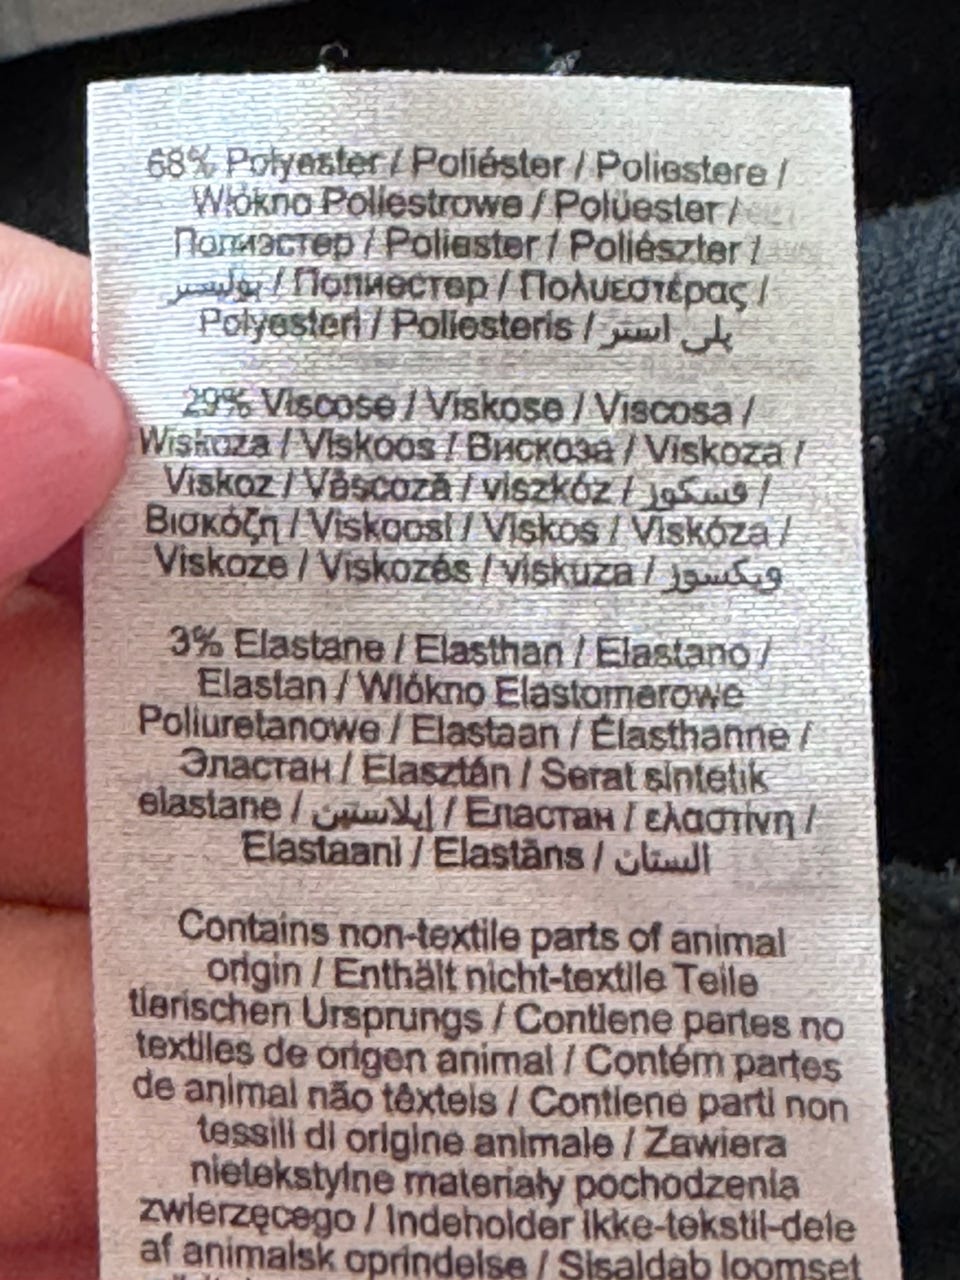 68% Polyester / Poliéster / Poliestere /
Włókno Poliestrowe / Polüester /
Полиэстер / Poliester / Poliészter /
بوليستر / Полиестер / Πολυεστέρας /
Polyesteri / Poliesteris / پلی استر
29% Viscose / Viskose / Viscosa /
Wiskoza / Viskoos / Вискоза / Viskoza /
Viskoz / Vâscoză / viszkóz / فسكوز /
Βισκόζη / Viskoosi / Viskos / Viskóza /
Viskoze / Viskozės / viskuza / ويكسوز
3% Elastane / Elasthan / Elastano /
Elastan / Włókno Elastomerowe
Poliuretanowe / Elastaan / Élasthanne /
Эластан / Elasztán / Serat sintetik
elastane / إيلاستين / Еластан / ελαστίνη /
Elastaani / Elastāns / الستان
Contains non-textile parts of animal
origin / Enthält nicht-textile Teile
tierischen Ursprungs / Contiene partes no
textiles de origen animal / Contém partes
de animal não têxteis / Contiene parti non
tessili di origine animale / Zawiera
nietekstylne materiały pochodzenia
zwierzęcego / Indeholder ikke-tekstil-dele
af animalsk oprindelse / Sisaldab loomset